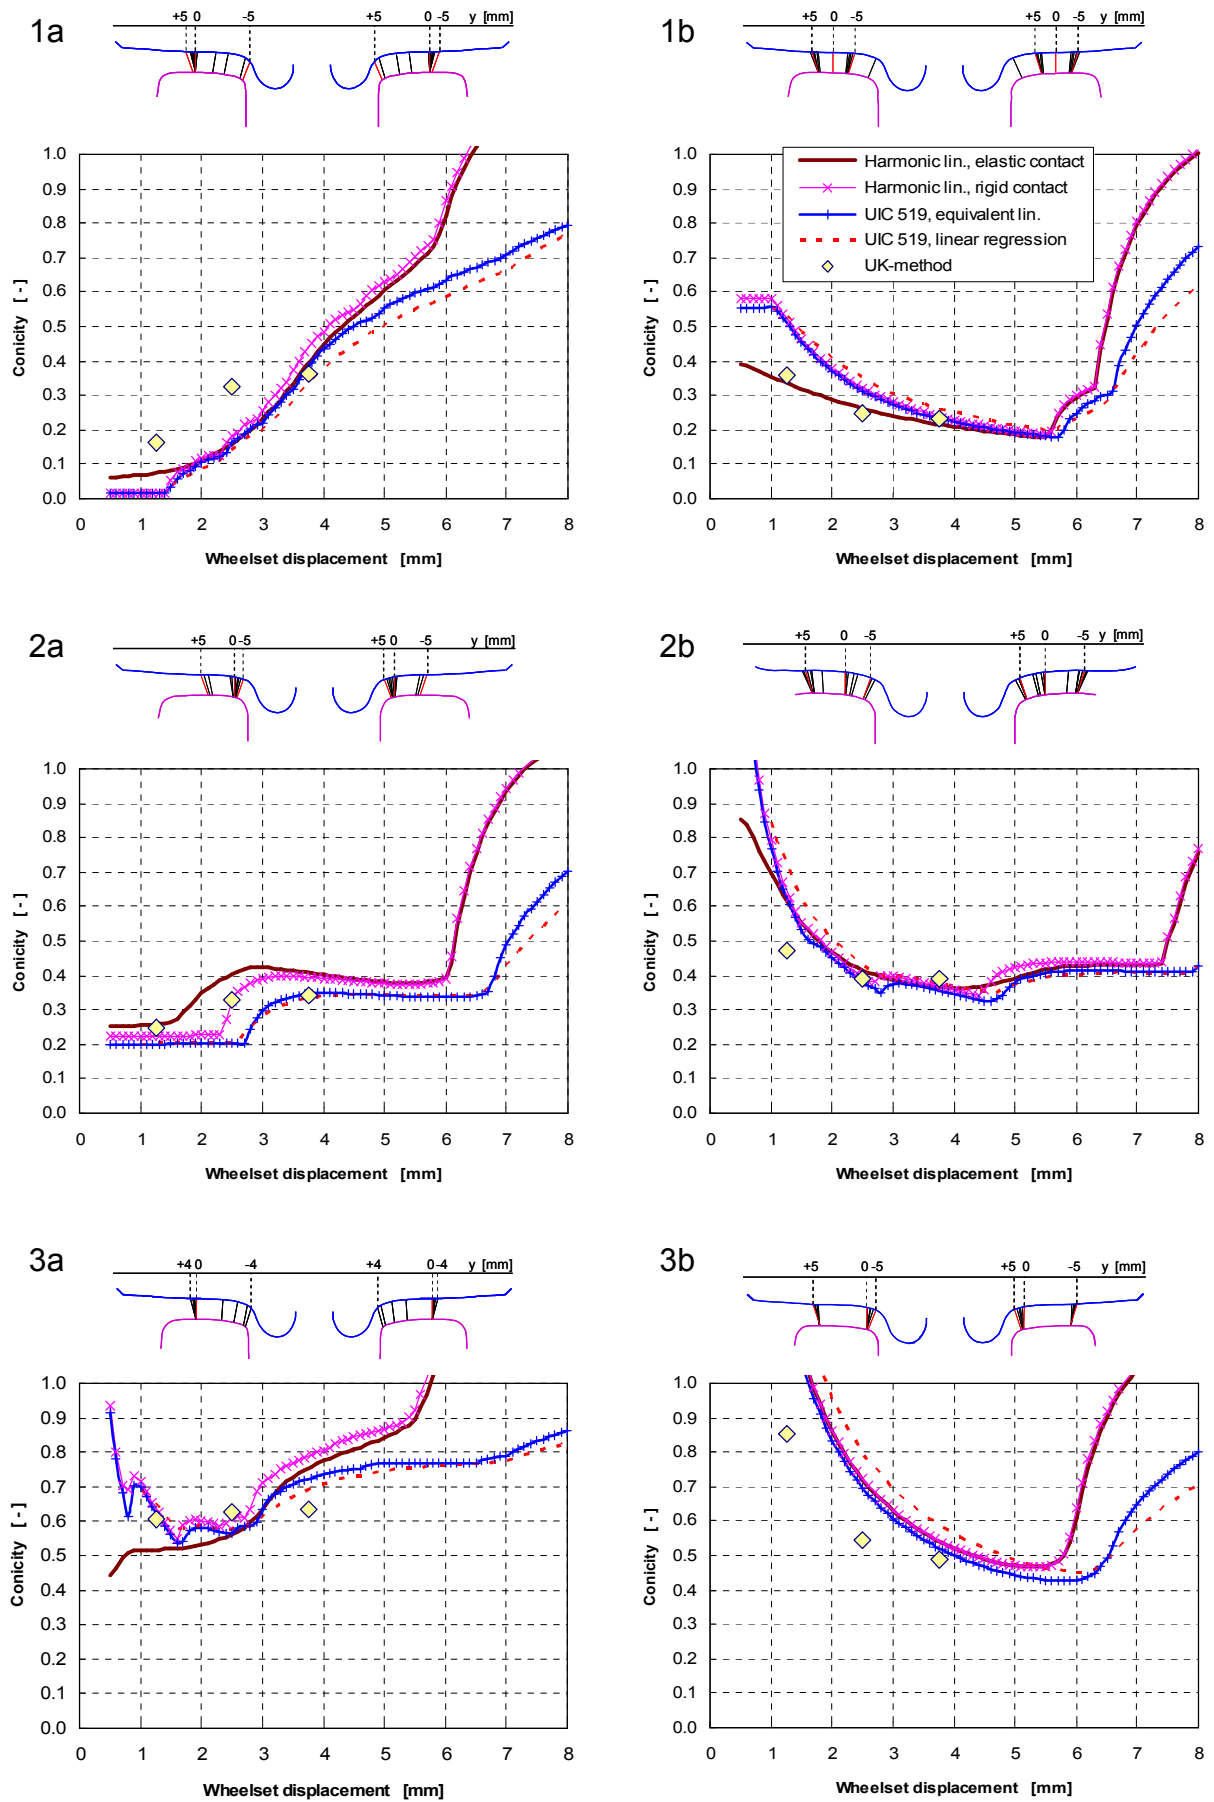 1a
+5 0 -5 +5 0 -5 y [mm]
1.0
0.9
0.8
0.7
0.6
0.5
0.4
0.3
0.2
0.1
0.0
Conicity [ - ]
0 1 2 3 4 5 6 7 8
Wheelset displacement [mm]
1b
+5 0 -5 +5 0 -5 y [mm]
Harmonic lin., elastic contact
Harmonic lin., rigid contact
UIC 519, equivalent lin.
UIC 519, linear regression
UK-method
1.0
0.9
0.8
0.7
0.6
0.5
0.4
0.3
0.2
0.1
0.0
Conicity [ - ]
0 1 2 3 4 5 6 7 8
Wheelset displacement [mm]
2a
+5 0 -5 +5 0 -5 y [mm]
1.0
0.9
0.8
0.7
0.6
0.5
0.4
0.3
0.2
0.1
0.0
Conicity [ - ]
0 1 2 3 4 5 6 7 8
Wheelset displacement [mm]
2b
+5 0 -5 +5 0 -5 y [mm]
1.0
0.9
0.8
0.7
0.6
0.5
0.4
0.3
0.2
0.1
0.0
Conicity [ - ]
0 1 2 3 4 5 6 7 8
Wheelset displacement [mm]
3a
+4 0 -4 +4 0 -4 y [mm]
1.0
0.9
0.8
0.7
0.6
0.5
0.4
0.3
0.2
0.1
0.0
Conicity [ - ]
0 1 2 3 4 5 6 7 8
Wheelset displacement [mm]
3b
+5 0 -5 +5 0 -5 y [mm]
1.0
0.9
0.8
0.7
0.6
0.5
0.4
0.3
0.2
0.1
0.0
Conicity [ - ]
0 1 2 3 4 5 6 7 8
Wheelset displacement [mm]